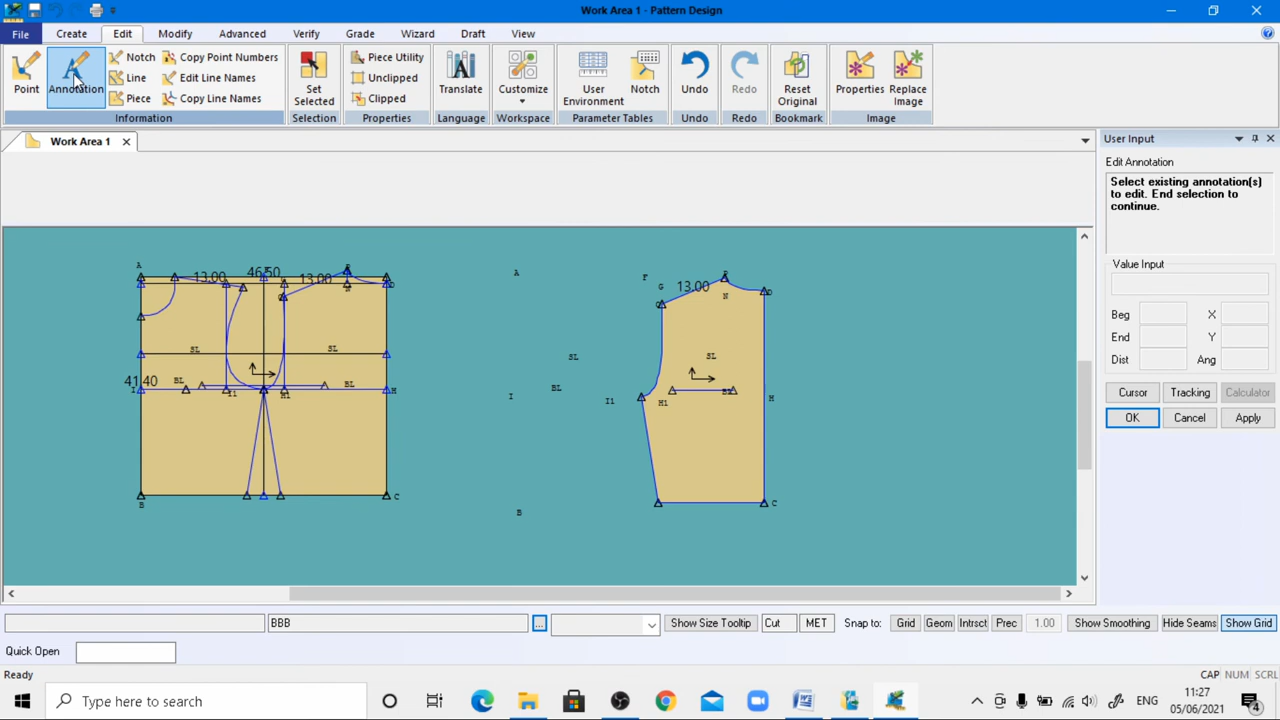 Work Area 1 - Pattern Design
File Create Edit Modify Advanced Verify Grade Wizard Draft View
Point
Annotation
Notch
Line
Piece
Copy Point Numbers
Edit Line Names
Copy Line Names
Information
Set Selected
Selection
Piece Utility
Unclipped
Clipped
Properties
Translate
Language
Customize
Workspace
User Environment
Notch
Parameter Tables
Undo
Undo
Redo
Redo
Reset Original
Bookmark
Properties
Replace Image
Image
Work Area 1
User Input
Edit Annotation
Select existing annotation(s)
to edit. End selection to
continue.
Value Input
Beg X
End Y
Dist Ang
Cursor Tracking Calculator
OK Cancel Apply
A 13.00 46.50 13.00 R N D
SL SL
41.40 BL BL
I I1 H1 H
B C
A F G 13.00 R N D
SL SL
BL BL
I I1 H1 H
B C
BBB ... Show Size Tooltip Cut MET Snap to: Grid Geom Intrsct Prec 1.00 Show Smoothing Hide Seams Show Grid
Quick Open
Ready CAP NUM SCRL
Type here to search
ENG
11:27
05/06/2021
4